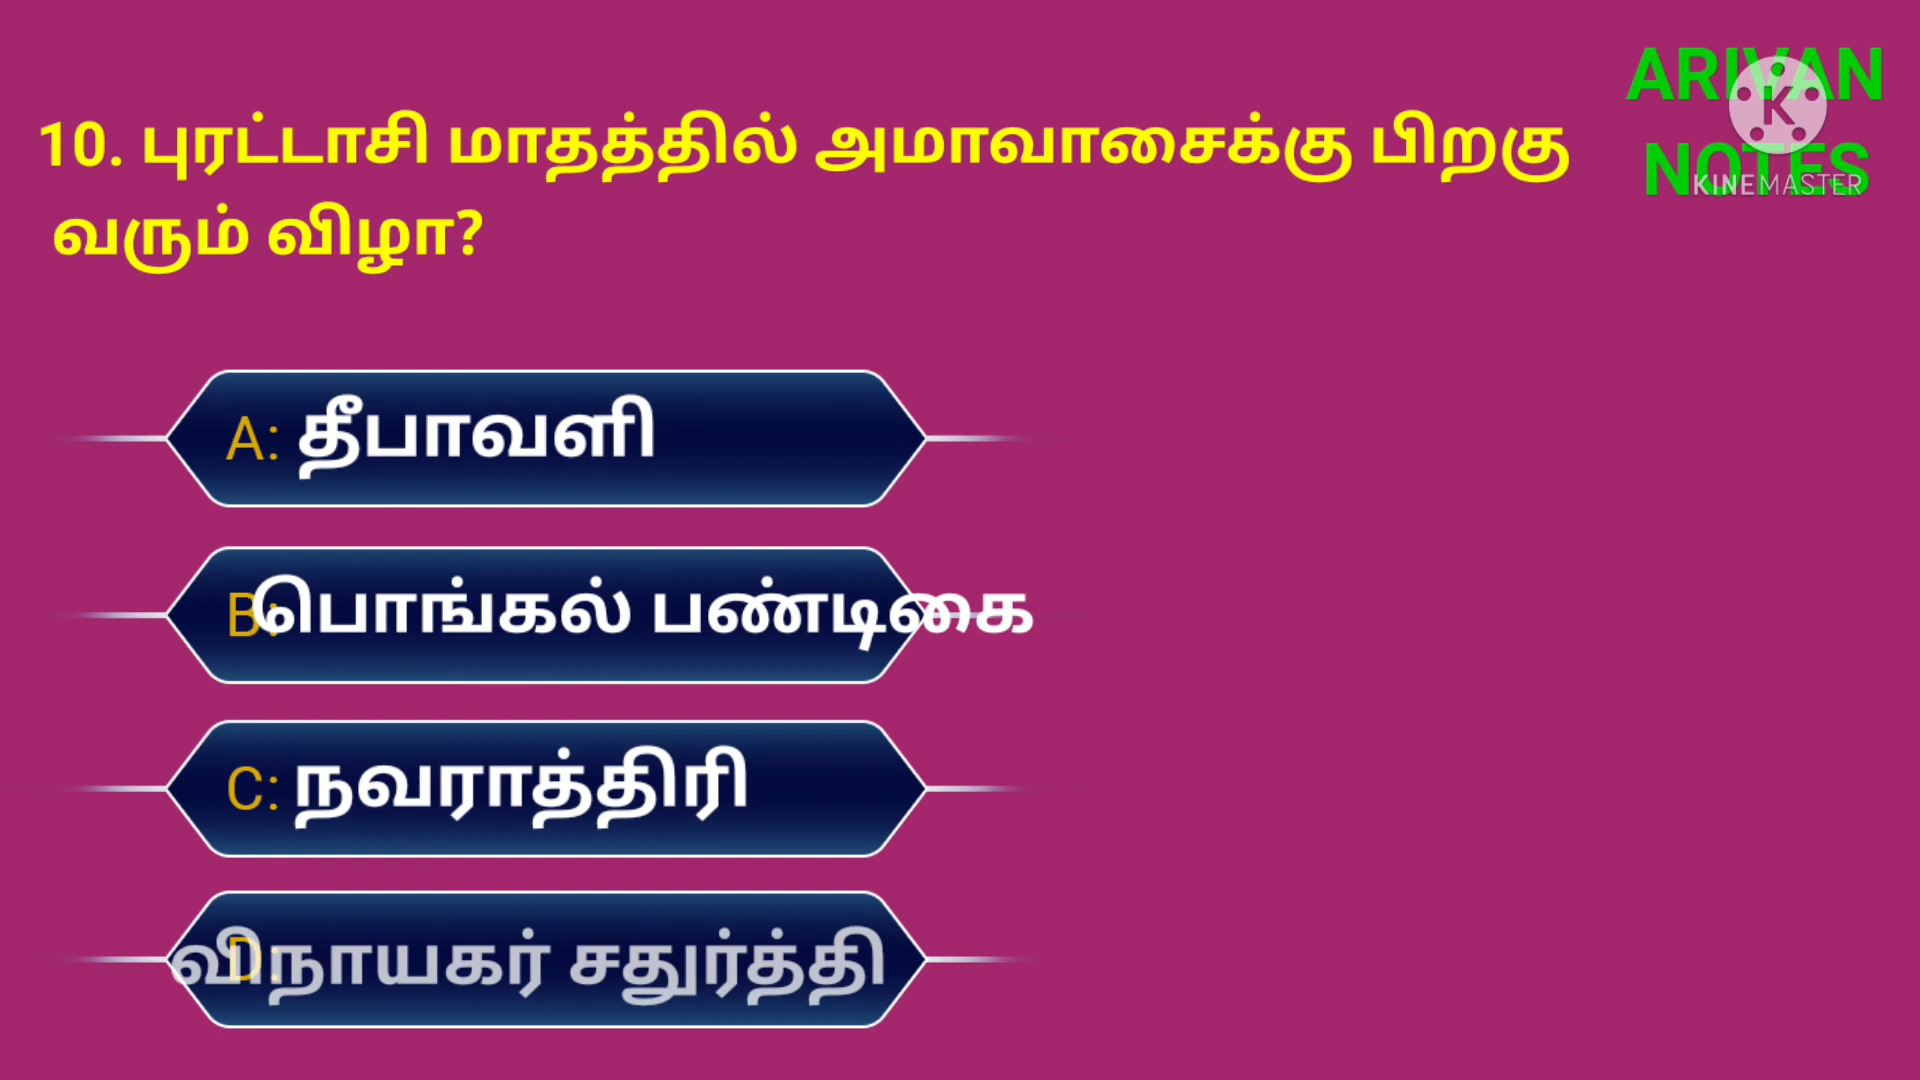 ARIVAN
NOTES
KINEMASTER
10. புரட்டாசி மாதத்தில் அமாவாசைக்கு பிறகு
வரும் விழா?
A: தீபாவளி
B: பொங்கல் பண்டிகை
C: நவராத்திரி
D: விநாயகர் சதுர்த்தி